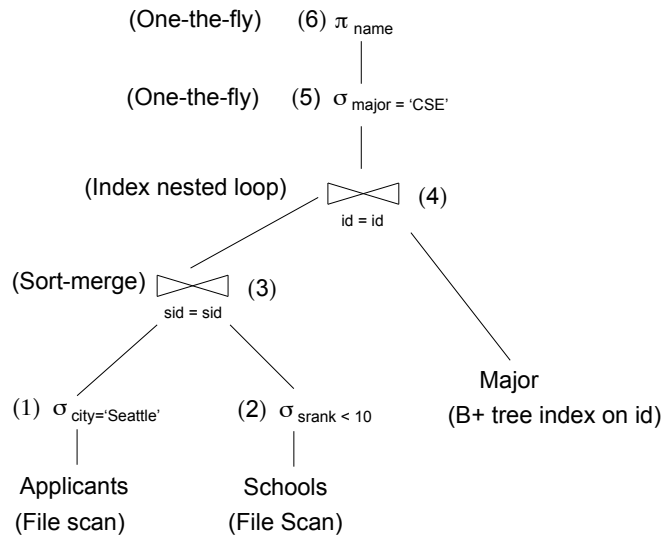 (One-the-fly) (6) π name
(One-the-fly) (5) σ major = ‘CSE’
(Index nested loop) (4)
id = id
(Sort-merge) (3)
sid = sid
(1) σ city=‘Seattle’ (2) σ srank < 10
Major
(B+ tree index on id)
Applicants Schools
(File scan) (File Scan)